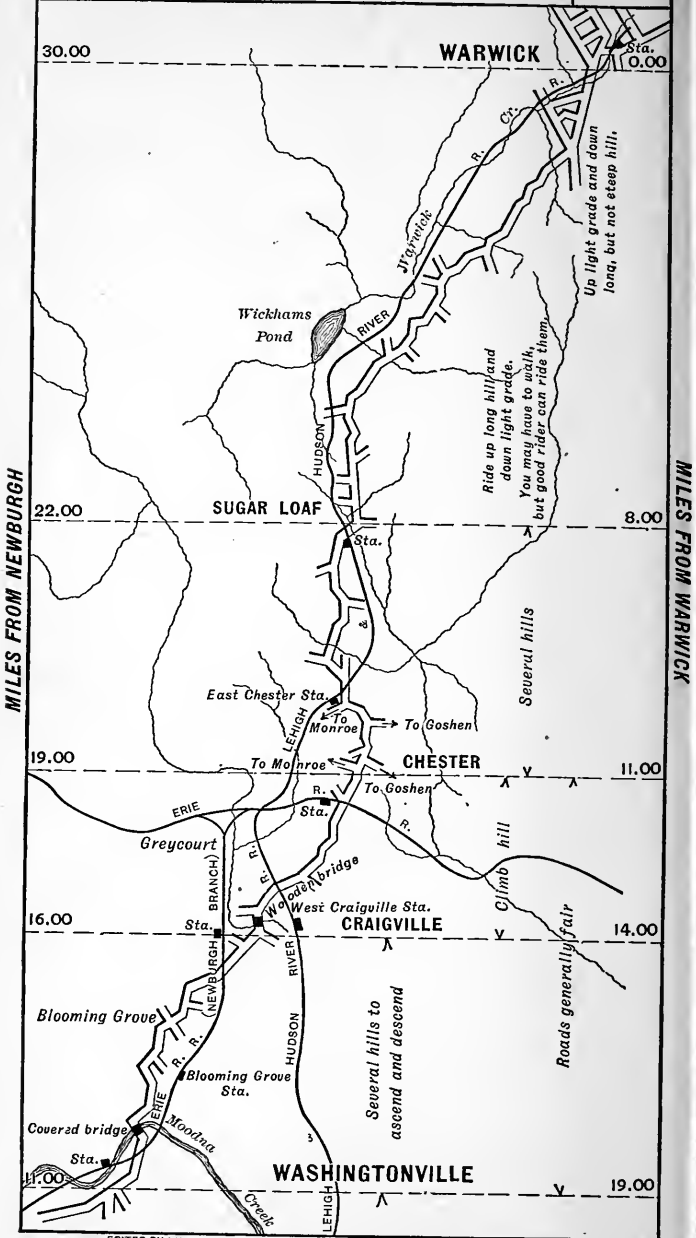 WARWICK
Sta.
30.00
0.00
R.
Cr.
R.
Warwick
Up light grade and down
long, but not steep hill.
Wickhams
Pond
RIVER
Ride up long hill and
down light grade.
You may have to walk,
but good rider can ride them.
HUDSON
MILES FROM NEWBURGH
MILES FROM WARWICK
22.00
SUGAR LOAF
8.00
Sta.
&
Several hills
East Chester Sta.
To
Monroe
To Goshen
LEHIGH
To Monroe
CHESTER
19.00
11.00
To Goshen
ERIE
R.
Sta.
R.
Greycourt
Climb hill
R.
R.
BRANCH)
Wooden bridge
West Craigville Sta.
Sta.
CRAIGVILLE
16.00
14.00
RIVER
(NEWBURGH
Roads generally fair
Blooming Grove
Several hills to
ascend and descend
HUDSON
R.
R.
Blooming Grove
Sta.
ERIE
Covered bridge
Moodna
Sta.
WASHINGTONVILLE
11.00
19.00
Creek
LEHIGH